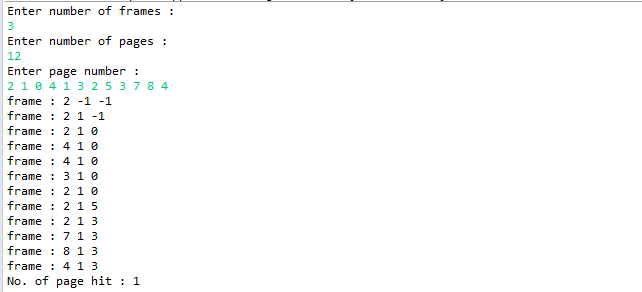 Enter number of frames :
3
Enter number of pages :
12
Enter page number :
2 1 0 4 1 3 2 5 3 7 8 4
frame : 2 -1 -1
frame : 2 1 -1
frame : 2 1 0
frame : 4 1 0
frame : 4 1 0
frame : 3 1 0
frame : 2 1 0
frame : 2 1 5
frame : 2 1 3
frame : 7 1 3
frame : 8 1 3
frame : 4 1 3
No. of page hit : 1